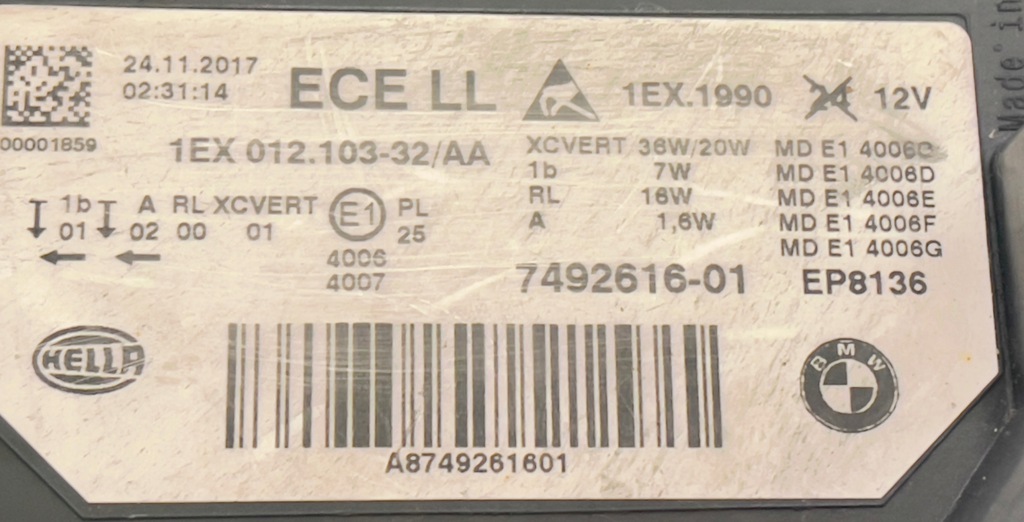 24.11.2017
02:31:14
ECE LL
1EX.1990
24
12V
00001859
1EX 012.103-32/AA
XCVERT 36W/20W
1b 7W
RL 16W
A 1,6W
MD E1 4006C
MD E1 4006D
MD E1 4006E
MD E1 4006F
MD E1 4006G
1b A RL XCVERT
01 02 00 01
E1
PL
25
4006
4007
7492616-01
EP8136
HELLA
BMW
A8749261601
Made in